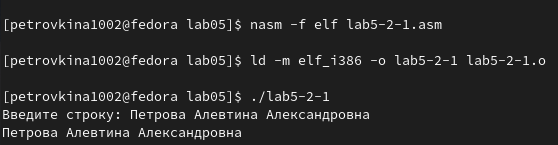 [petrovkina1002@fedora lab05]$ nasm -f elf lab5-2-1.asm
[petrovkina1002@fedora lab05]$ ld -m elf_i386 -o lab5-2-1 lab5-2-1.o
[petrovkina1002@fedora lab05]$ ./lab5-2-1
Введите строку: Петрова Алевтина Александровна
Петрова Алевтина Александровна